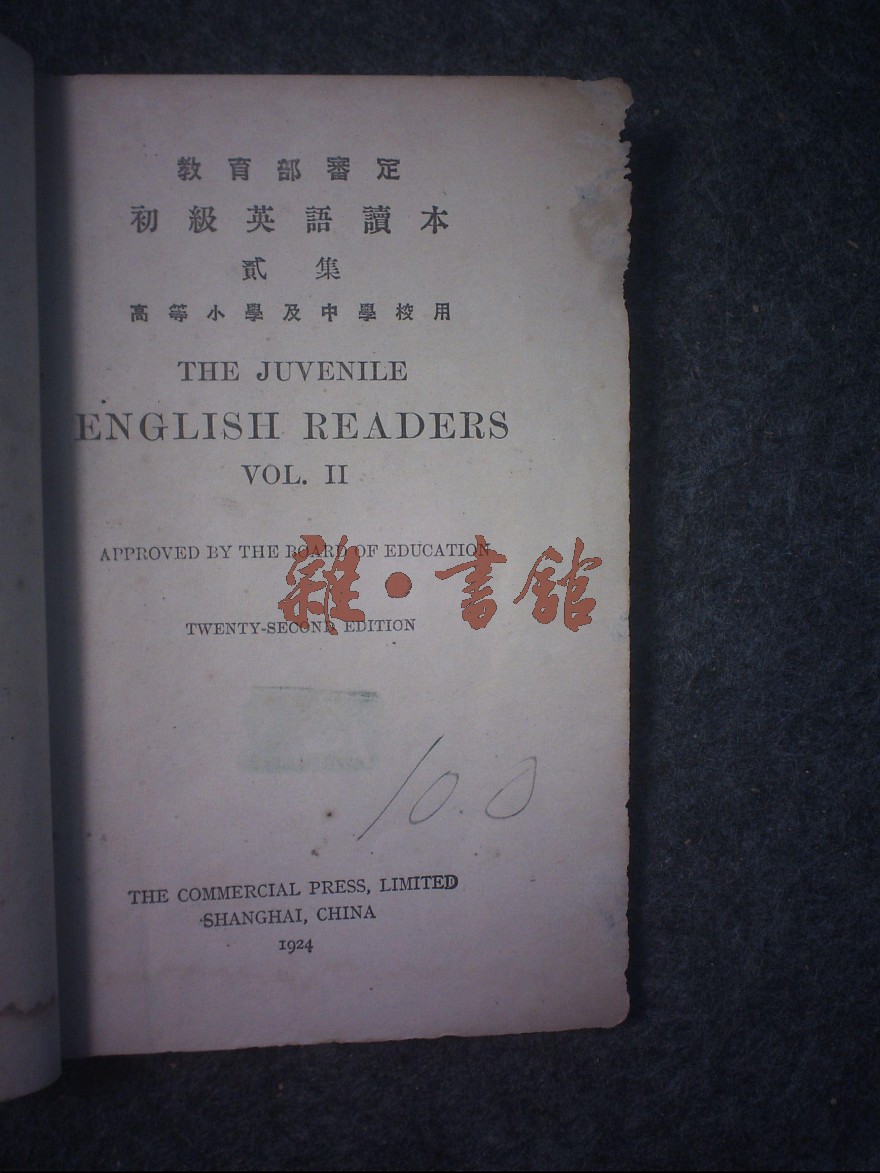 教育部審定
初級英語讀本
貳集
高等小學及中學校用
THE JUVENILE
ENGLISH READERS
VOL. II
APPROVED BY THE BOARD OF EDUCATION
雜·書館
TWENTY-SECOND EDITION
10.0
THE COMMERCIAL PRESS, LIMITED
SHANGHAI, CHINA
1924